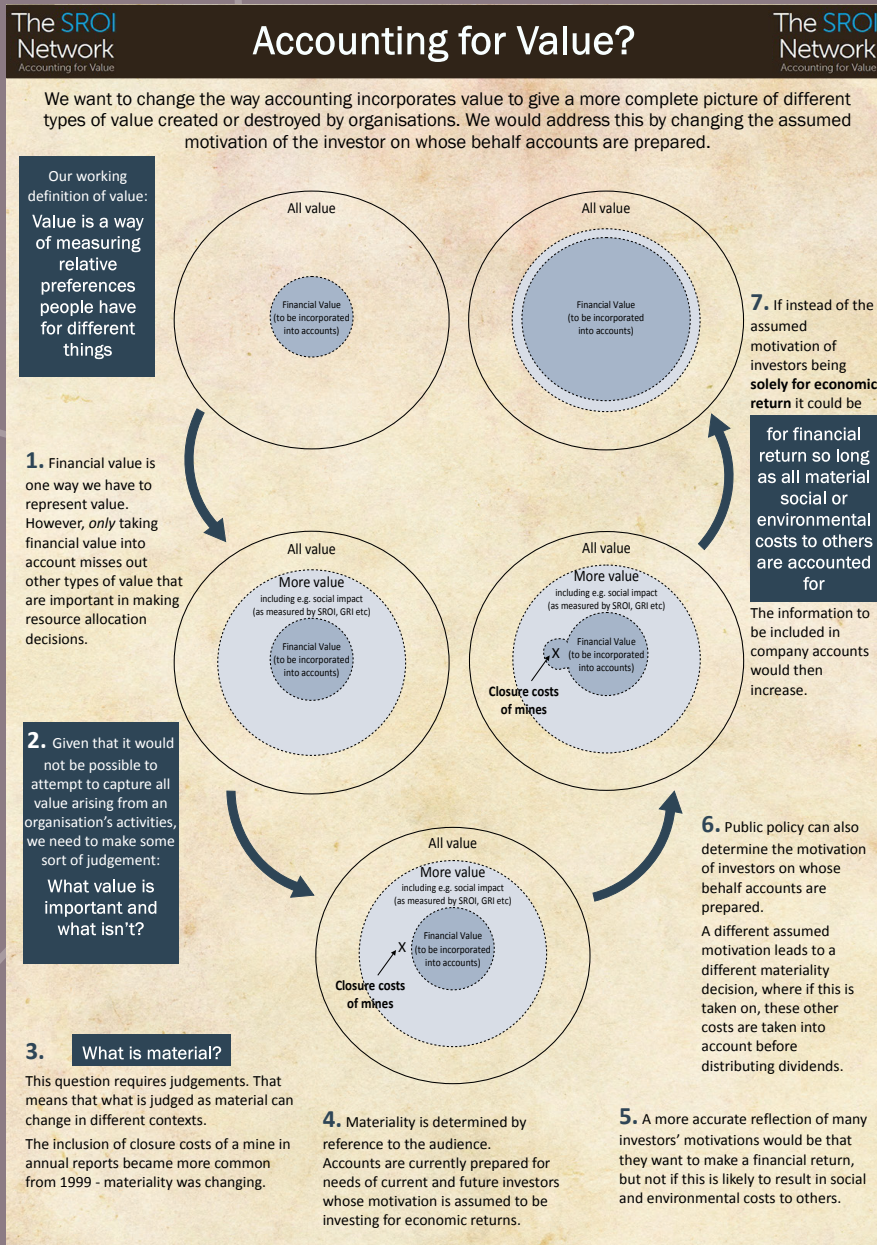 The SROI
Network
Accounting for Value
Accounting for Value?
The SROI
Network
Accounting for Value
We want to change the way accounting incorporates value to give a more complete picture of different
types of value created or destroyed by organisations. We would address this by changing the assumed
motivation of the investor on whose behalf accounts are prepared.
Our working
definition of value:
Value is a way
of measuring
relative
preferences
people have
for different
things
All value
Financial Value
(to be incorporated
into accounts)
All value
Financial Value
(to be incorporated
into accounts)
1. Financial value is
one way we have to
represent value.
However, only taking
financial value into
account misses out
other types of value that
are important in making
resource allocation
decisions.
All value
More value
including e.g. social impact
(as measured by SROI, GRI etc)
Financial Value
(to be incorporated
into accounts)
2. Given that it would
not be possible to
attempt to capture all
value arising from an
organisation's activities,
we need to make some
sort of judgement:
What value is
important and
what isn't?
All value
More value
including e.g. social impact
(as measured by SROI, GRI etc)
Financial Value
(to be incorporated
into accounts)
X
Closure costs
of mines
3. What is material?
This question requires judgements. That
means that what is judged as material can
change in different contexts.
The inclusion of closure costs of a mine in
annual reports became more common
from 1999 - materiality was changing.
4. Materiality is determined by
reference to the audience.
Accounts are currently prepared for
needs of current and future investors
whose motivation is assumed to be
investing for economic returns.
5. A more accurate reflection of many
investors' motivations would be that
they want to make a financial return,
but not if this is likely to result in social
and environmental costs to others.
6. Public policy can also
determine the motivation
of investors on whose
behalf accounts are
prepared.
A different assumed
motivation leads to a
different materiality
decision, where if this is
taken on, these other
costs are taken into
account before
distributing dividends.
All value
More value
including e.g. social impact
(as measured by SROI, GRI etc)
Financial Value
(to be incorporated
into accounts)
X
Closure costs
of mines
7. If instead of the
assumed
motivation of
investors being
solely for economic
return it could be
for financial
return so long
as all material
social or
environmental
costs to others
are accounted
for
The information to
be included in
company accounts
would then
increase.